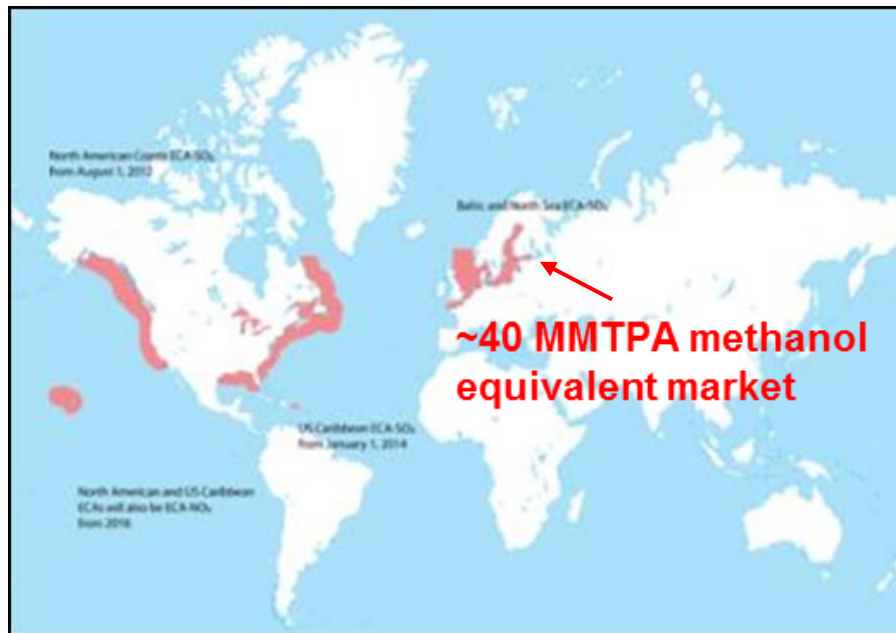 North American Coasts ECA-SOₓ
from August 1, 2012
Baltic and North Sea ECA-SOₓ
~40 MMTPA methanol
equivalent market
US Caribbean ECA-SOₓ
from January 1, 2014
North American and US Caribbean
ECAs will also be ECA-NOₓ
from 2016